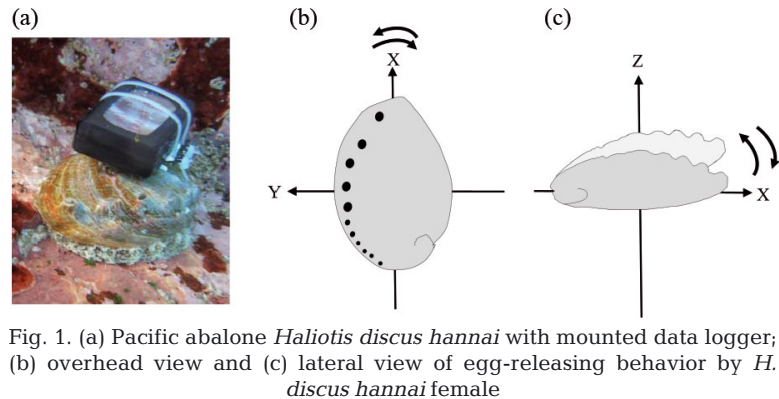 (a)
(b)
(c)
X
Y
Z
X
Fig. 1. (a) Pacific abalone Haliotis discus hannai with mounted data logger;
(b) overhead view and (c) lateral view of egg-releasing behavior by H.
discus hannai female